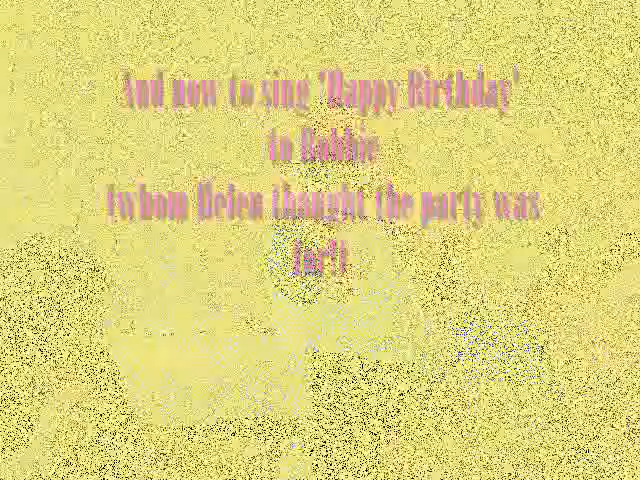 And now to sing 'Happy Birthday'
to Robbie
(whom Helen thought the party was
for!)